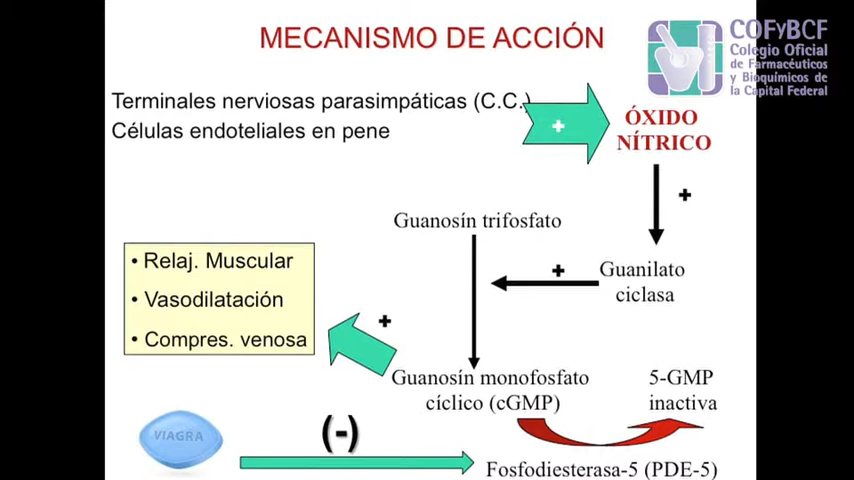 MECANISMO DE ACCIÓN
COFyBCF
Colegio Oficial
de Farmacéuticos
y Bioquímicos de
la Capital Federal
Terminales nerviosas parasimpáticas (C.C.)
Células endoteliales en pene
+
ÓXIDO
NÍTRICO
+
Guanosín trifosfato
• Relaj. Muscular
• Vasodilatación
• Compres. venosa
+
Guanilato
ciclasa
+
Guanosín monofosfato
cíclico (cGMP)
5-GMP
inactiva
VIAGRA
(-)
Fosfodiesterasa-5 (PDE-5)